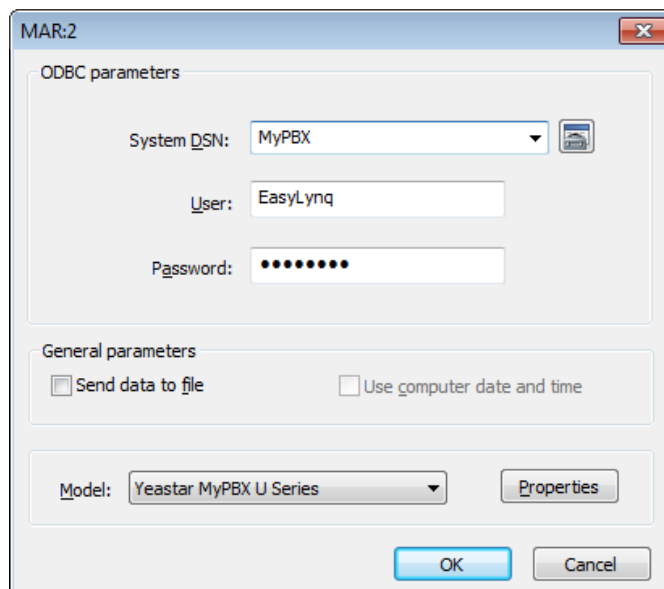 MAR:2
ODBC parameters
System DSN: MyPBX
User: EasyLynq
Password: ●●●●●●●●
General parameters
Send data to file Use computer date and time
Model: Yeastar MyPBX U Series Properties
OK Cancel